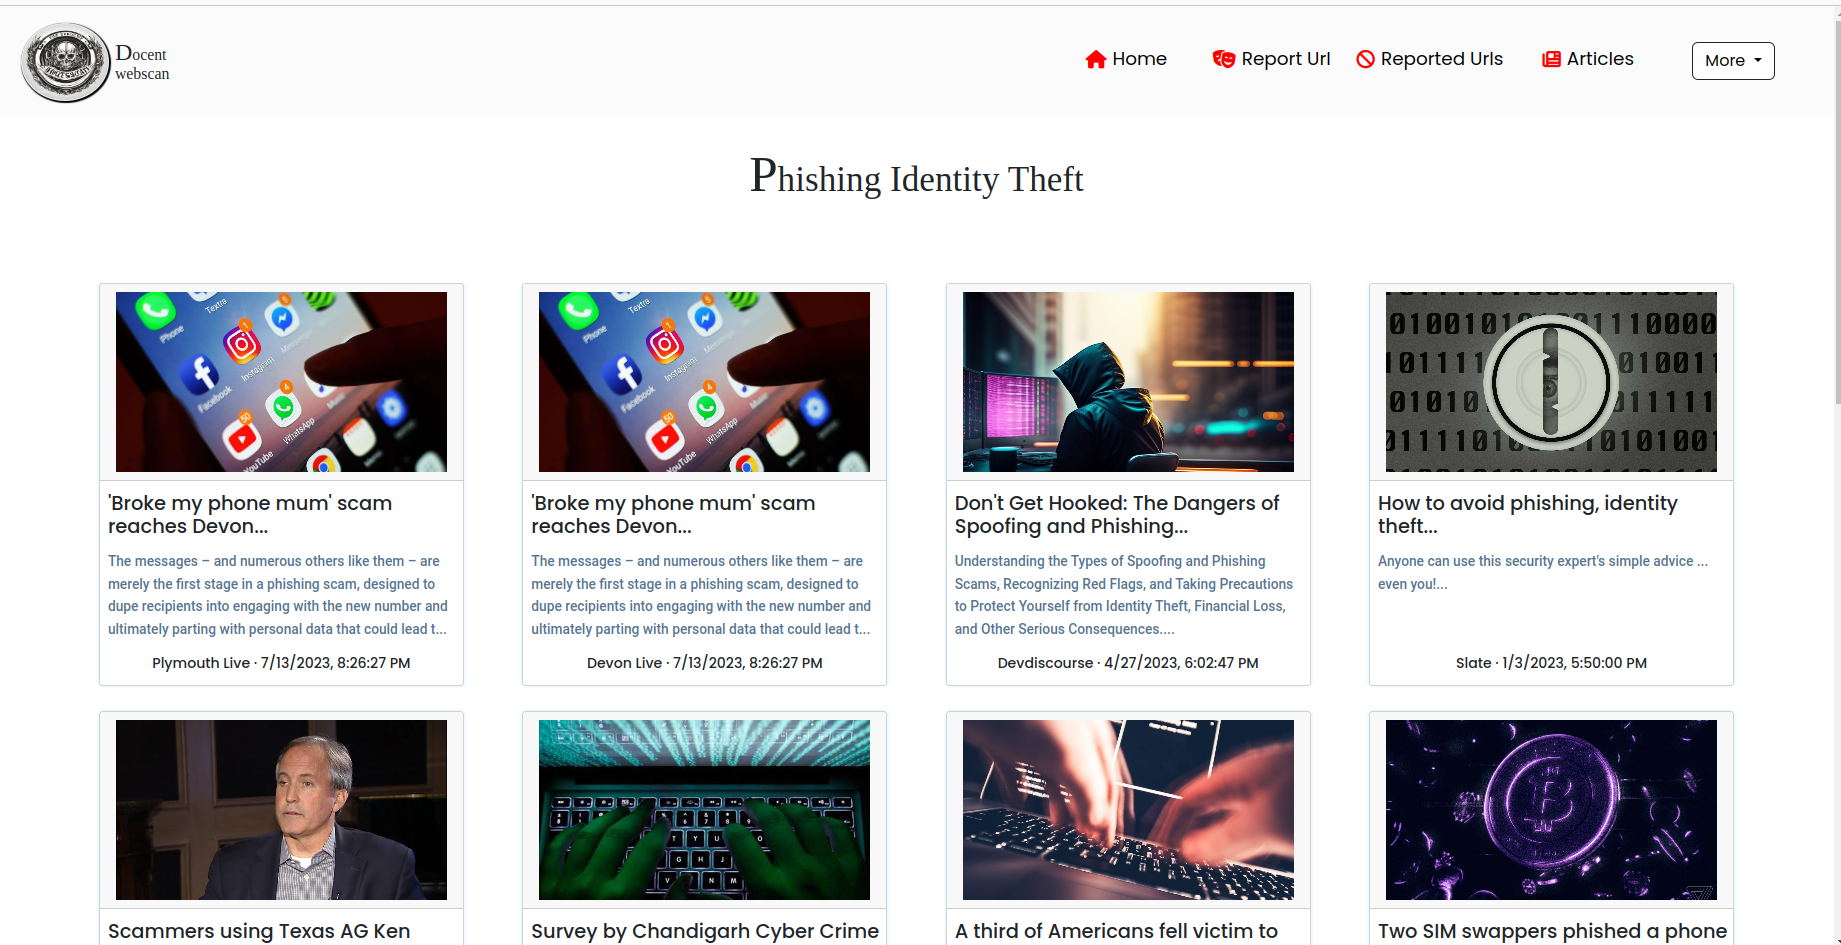 Docent
webscan
Home
Report Url
Reported Urls
Articles
More
Phishing Identity Theft
'Broke my phone mum' scam
reaches Devon...
The messages – and numerous others like them – are
merely the first stage in a phishing scam, designed to
dupe recipients into engaging with the new number and
ultimately parting with personal data that could lead t...
Plymouth Live · 7/13/2023, 8:26:27 PM
'Broke my phone mum' scam
reaches Devon...
The messages – and numerous others like them – are
merely the first stage in a phishing scam, designed to
dupe recipients into engaging with the new number and
ultimately parting with personal data that could lead t...
Devon Live · 7/13/2023, 8:26:27 PM
Don't Get Hooked: The Dangers of
Spoofing and Phishing...
Understanding the Types of Spoofing and Phishing
Scams, Recognizing Red Flags, and Taking Precautions
to Protect Yourself from Identity Theft, Financial Loss,
and Other Serious Consequences....
Devdiscourse · 4/27/2023, 6:02:47 PM
How to avoid phishing, identity
theft...
Anyone can use this security expert's simple advice ...
even you!...
Slate · 1/3/2023, 5:50:00 PM
Scammers using Texas AG Ken
Survey by Chandigarh Cyber Crime
A third of Americans fell victim to
Two SIM swappers phished a phone